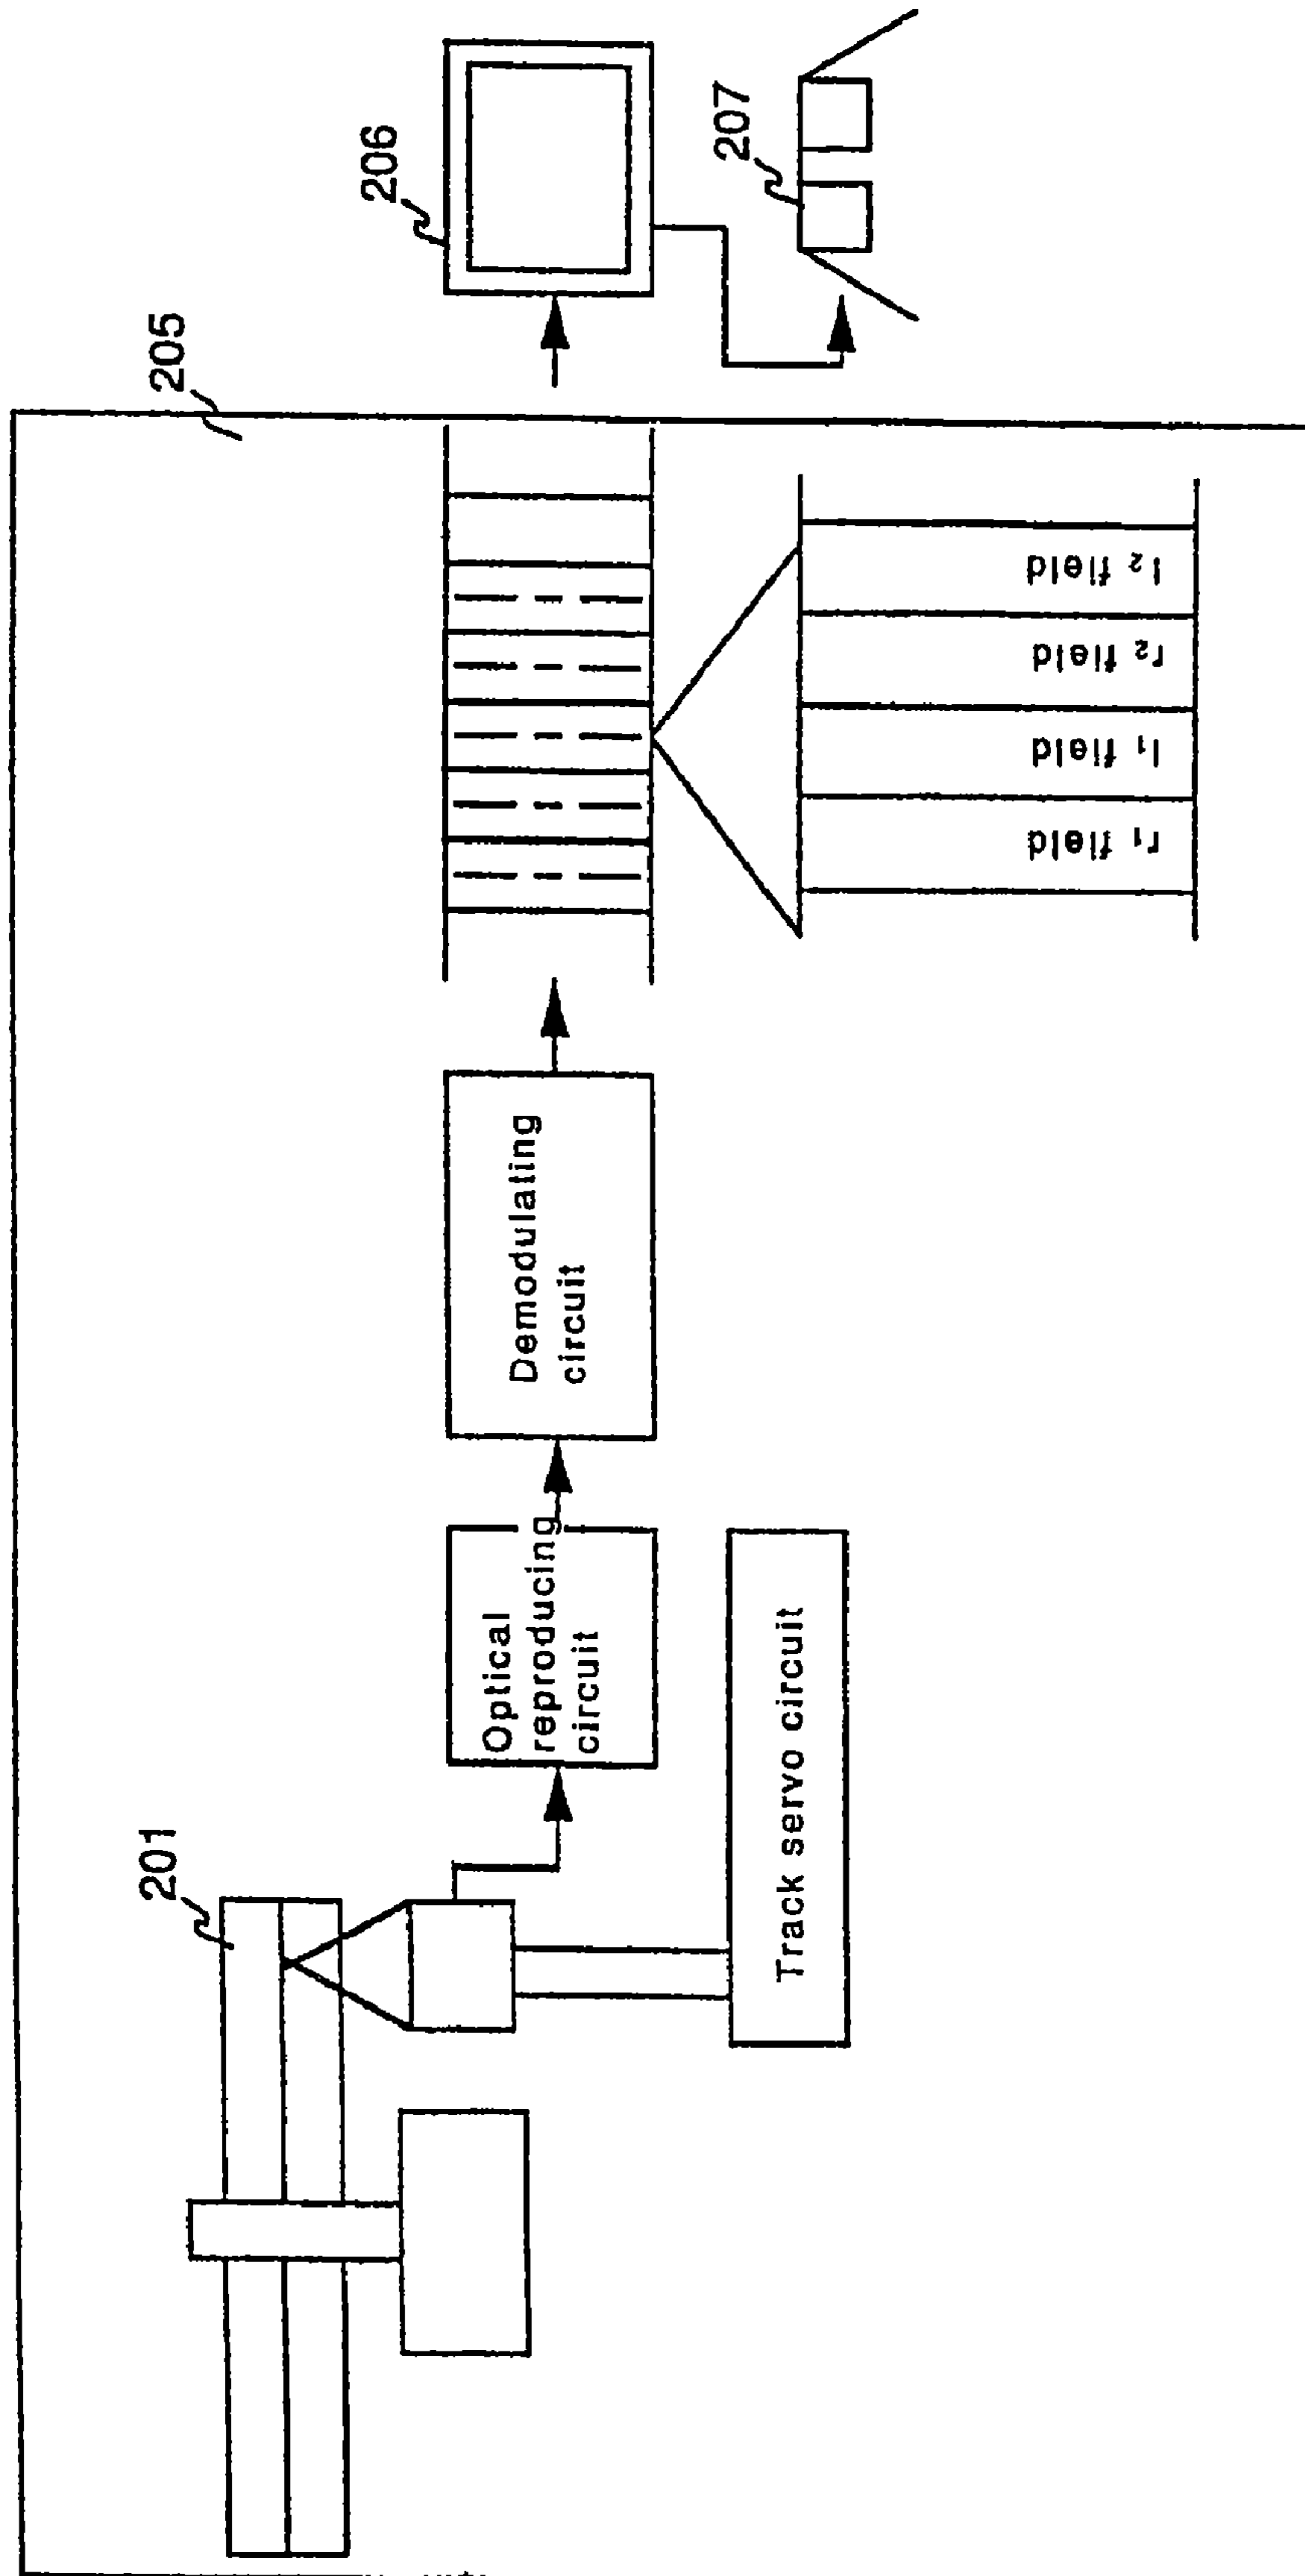 201
205
206
207
Optical
reproducing
circuit
Demodulating
circuit
Track servo circuit
r₁ field
l₁ field
r₂ field
l₂ field